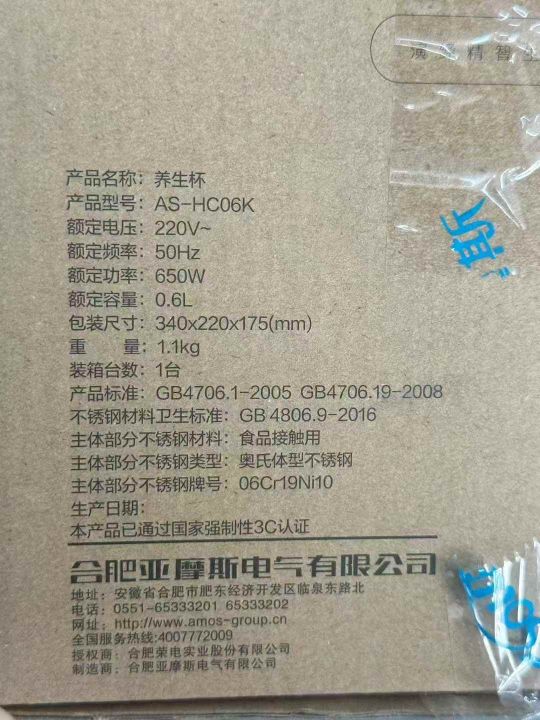 演绎精智生
产品名称：养生杯
产品型号：AS-HC06K
额定电压：220V~
额定频率：50Hz
额定功率：650W
额定容量：0.6L
包装尺寸：340x220x175(mm)
重 量：1.1kg
装箱台数：1台
产品标准：GB4706.1-2005 GB4706.19-2008
不锈钢材料卫生标准：GB 4806.9-2016
主体部分不锈钢材料：食品接触用
主体部分不锈钢类型：奥氏体型不锈钢
主体部分不锈钢牌号：06Cr19Ni10
生产日期：
本产品已通过国家强制性3C认证
合肥亚摩斯电气有限公司
地址：安徽省合肥市肥东经济开发区临泉东路北
电话：0551-65333201 65333202
网址：http://www.amos-group.cn
全国服务热线:4007772009
授权商：合肥荣电实业股份有限公司
制造商：合肥亚摩斯电气有限公司
斯